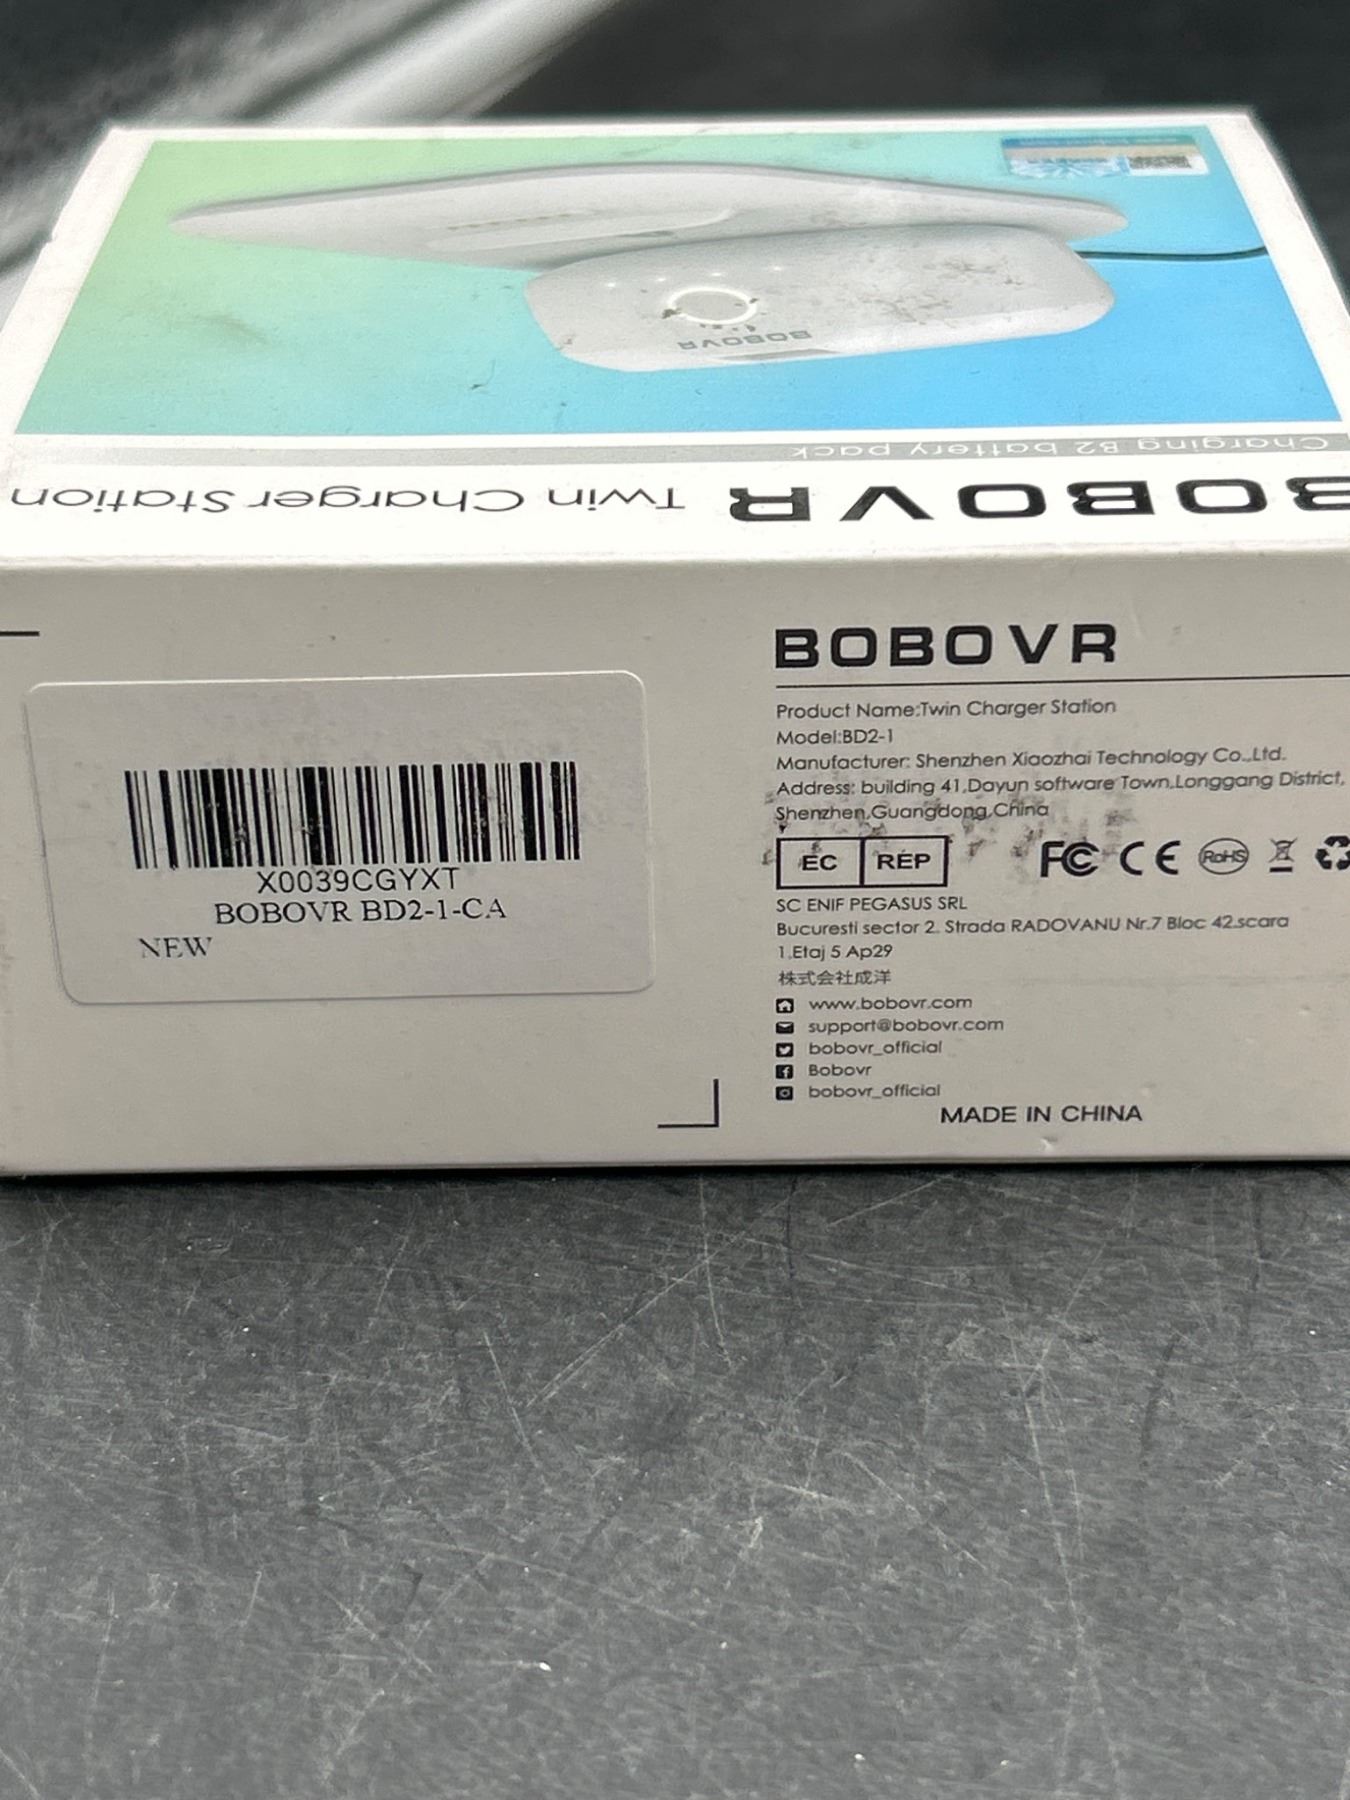 BOBOVR
Charging B2 battery pack
BOBOVR Twin Charger Station
X0039CGYXT
BOBOVR BD2-1-CA
NEW
BOBOVR
Product Name:Twin Charger Station
Model:BD2-1
Manufacturer: Shenzhen Xiaozhai Technology Co.,Ltd.
Address: building 41,Dayun software Town,Longgang District,
Shenzhen,Guangdong,China
EC REP
FC CE RoHS
SC ENIF PEGASUS SRL
Bucuresti sector 2. Strada RADOVANU Nr.7 Bloc 42.scara
1.Etaj 5 Ap29
株式会社成洋
www.bobovr.com
support@bobovr.com
bobovr_official
Bobovr
bobovr_official
MADE IN CHINA